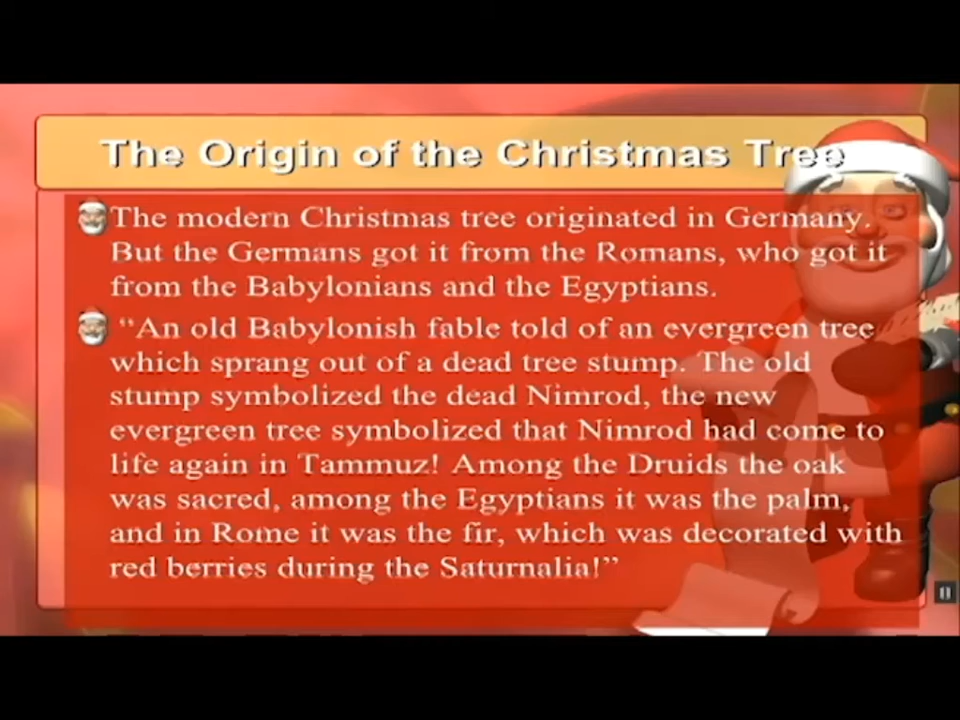 The Origin of the Christmas Tree
The modern Christmas tree originated in Germany.
But the Germans got it from the Romans, who got it
from the Babylonians and the Egyptians.
"An old Babylonish fable told of an evergreen tree
which sprang out of a dead tree stump. The old
stump symbolized the dead Nimrod, the new
evergreen tree symbolized that Nimrod had come to
life again in Tammuz! Among the Druids the oak
was sacred, among the Egyptians it was the palm,
and in Rome it was the fir, which was decorated with
red berries during the Saturnalia!”